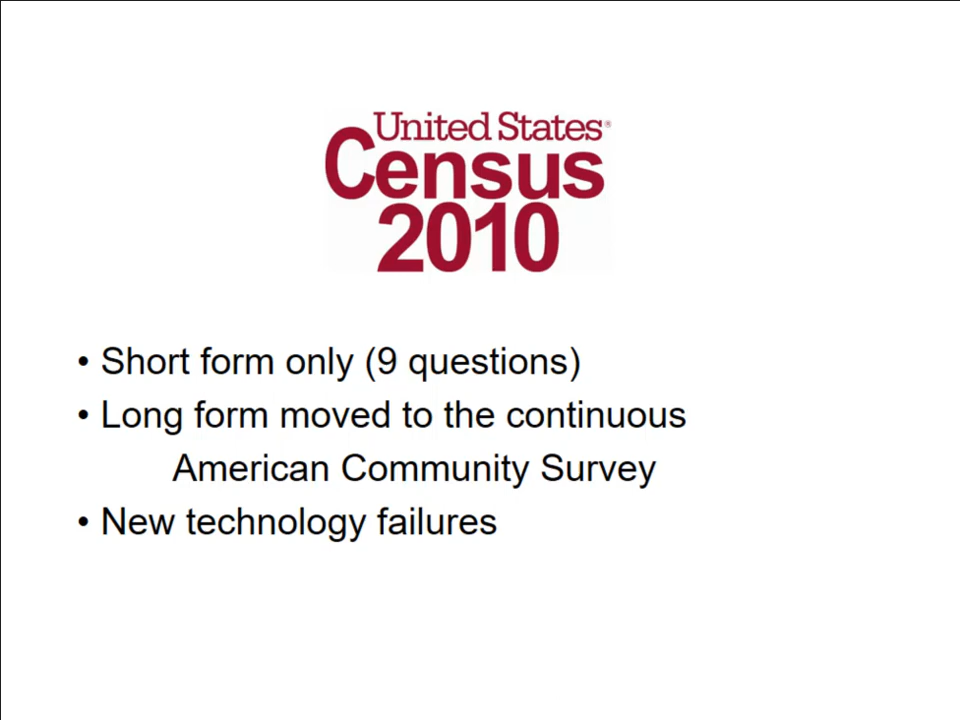 United States®
Census
2010
• Short form only (9 questions)
• Long form moved to the continuous
American Community Survey
• New technology failures